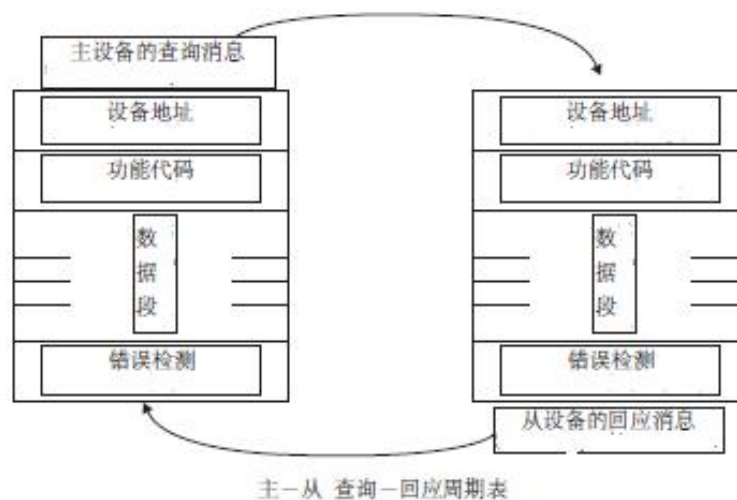 主设备的查询消息
设备地址
功能代码
数
据
段
错误检测
设备地址
功能代码
数
据
段
错误检测
从设备的回应消息
主－从 查询－回应周期表